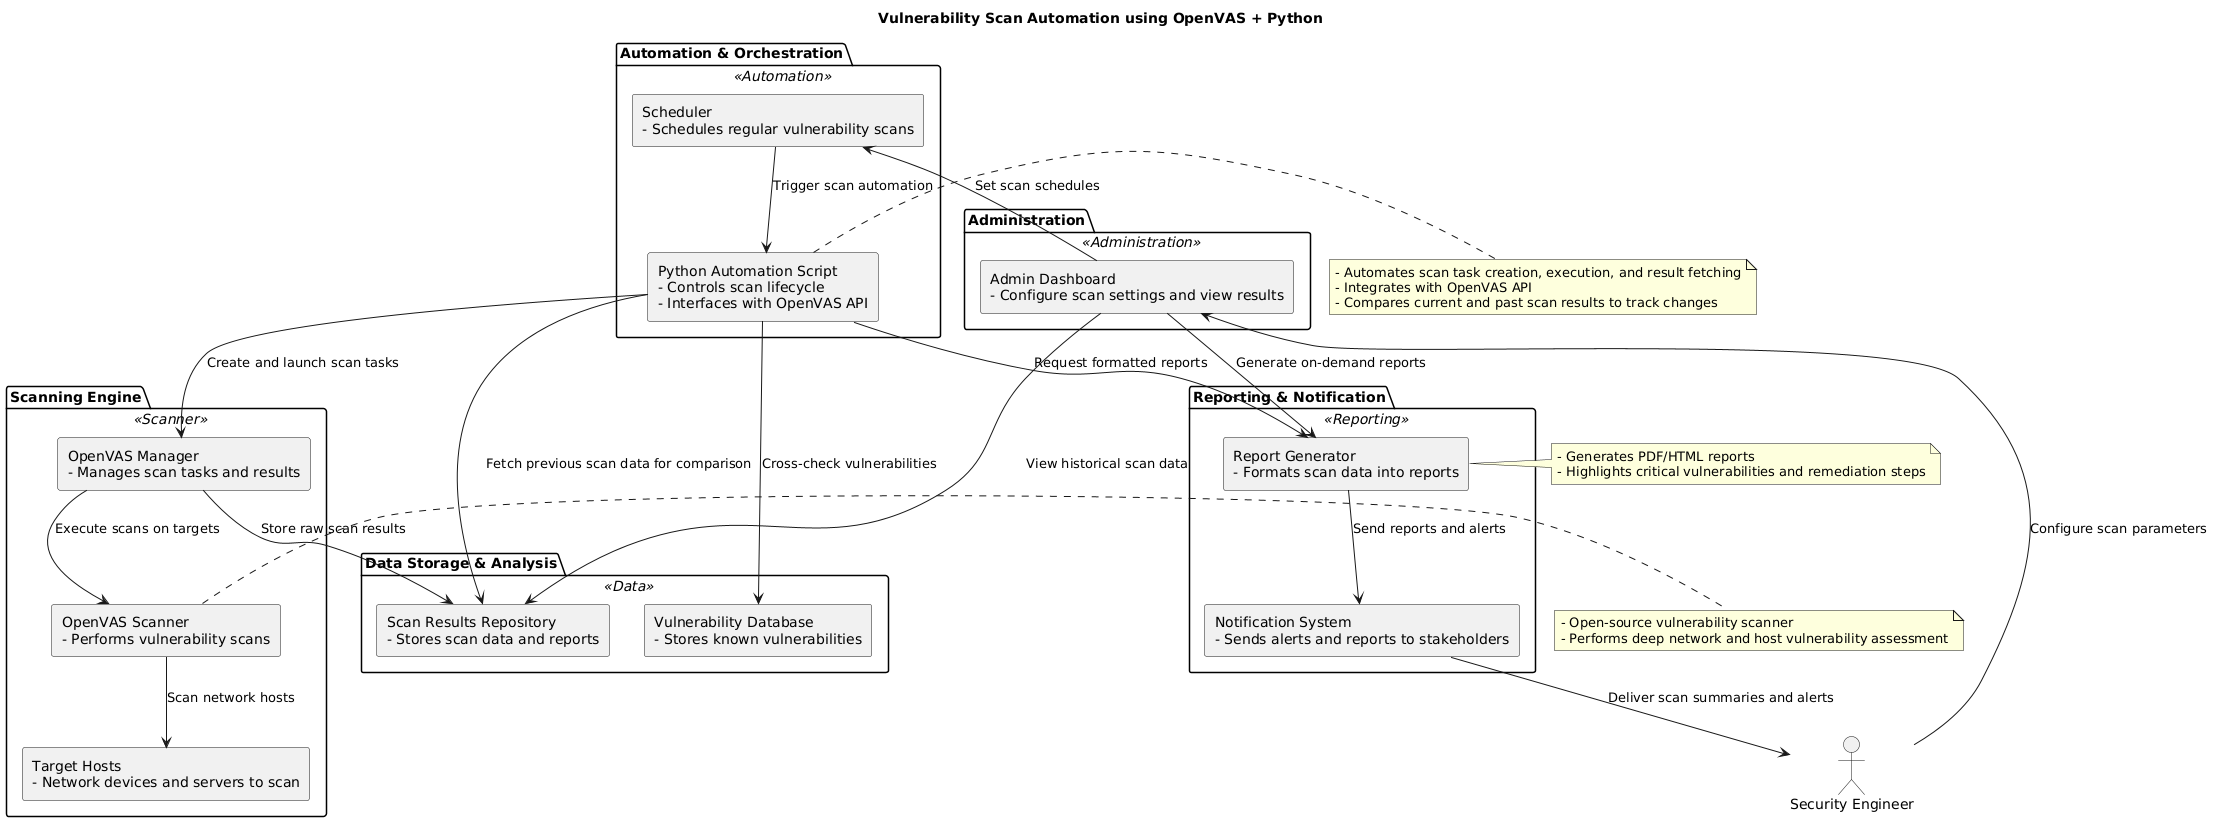 Vulnerability Scan Automation using OpenVAS + Python
Automation & Orchestration
«Automation»
Scheduler
- Schedules regular vulnerability scans
Trigger scan automation
Set scan schedules
Python Automation Script
- Controls scan lifecycle
- Interfaces with OpenVAS API
Administration
«Administration»
Admin Dashboard
- Configure scan settings and view results
- Automates scan task creation, execution, and result fetching
- Integrates with OpenVAS API
- Compares current and past scan results to track changes
Create and launch scan tasks
Request formatted reports
Generate on-demand reports
Scanning Engine
«Scanner»
OpenVAS Manager
- Manages scan tasks and results
Fetch previous scan data for comparison
Cross-check vulnerabilities
View historical scan data
Reporting & Notification
«Reporting»
Report Generator
- Formats scan data into reports
- Generates PDF/HTML reports
- Highlights critical vulnerabilities and remediation steps
Execute scans on targets
Store raw scan results
Send reports and alerts
Configure scan parameters
Data Storage & Analysis
«Data»
OpenVAS Scanner
- Performs vulnerability scans
Scan Results Repository
- Stores scan data and reports
Vulnerability Database
- Stores known vulnerabilities
Notification System
- Sends alerts and reports to stakeholders
- Open-source vulnerability scanner
- Performs deep network and host vulnerability assessment
Scan network hosts
Deliver scan summaries and alerts
Target Hosts
- Network devices and servers to scan
Security Engineer